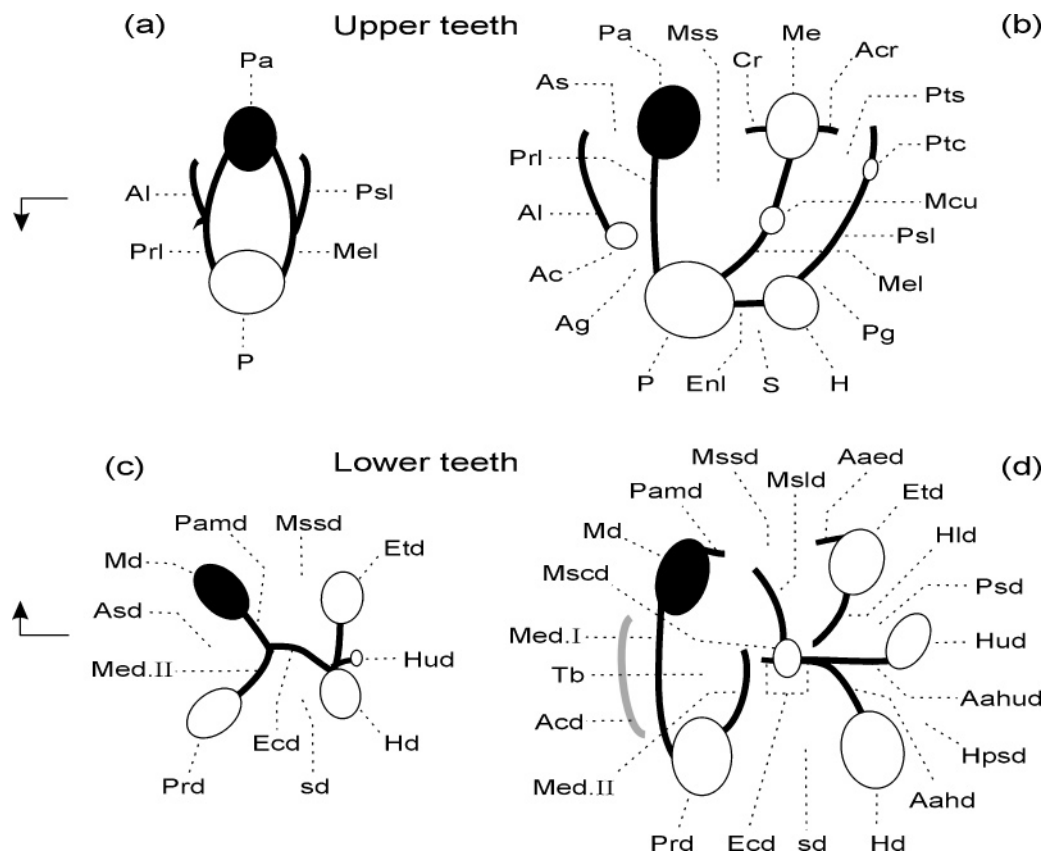 (a)
Upper teeth
(b)
Pa
Al
Psl
Prl
Mel
P
Pa
Mss
Me
Cr
Acr
As
Pts
Prl
Ptc
Al
Mcu
Psl
Ac
Mel
Ag
Pg
P
Enl
S
H
(c)
Lower teeth
(d)
Pamd
Mssd
Md
Etd
Asd
Med.II
Hud
Ecd
Hd
Prd
sd
Mssd
Aaed
Msld
Pamd
Etd
Md
Hld
Mscd
Psd
Med.I
Hud
Tb
Aahud
Acd
Hpsd
Med.II
Aahd
Prd
Ecd
sd
Hd